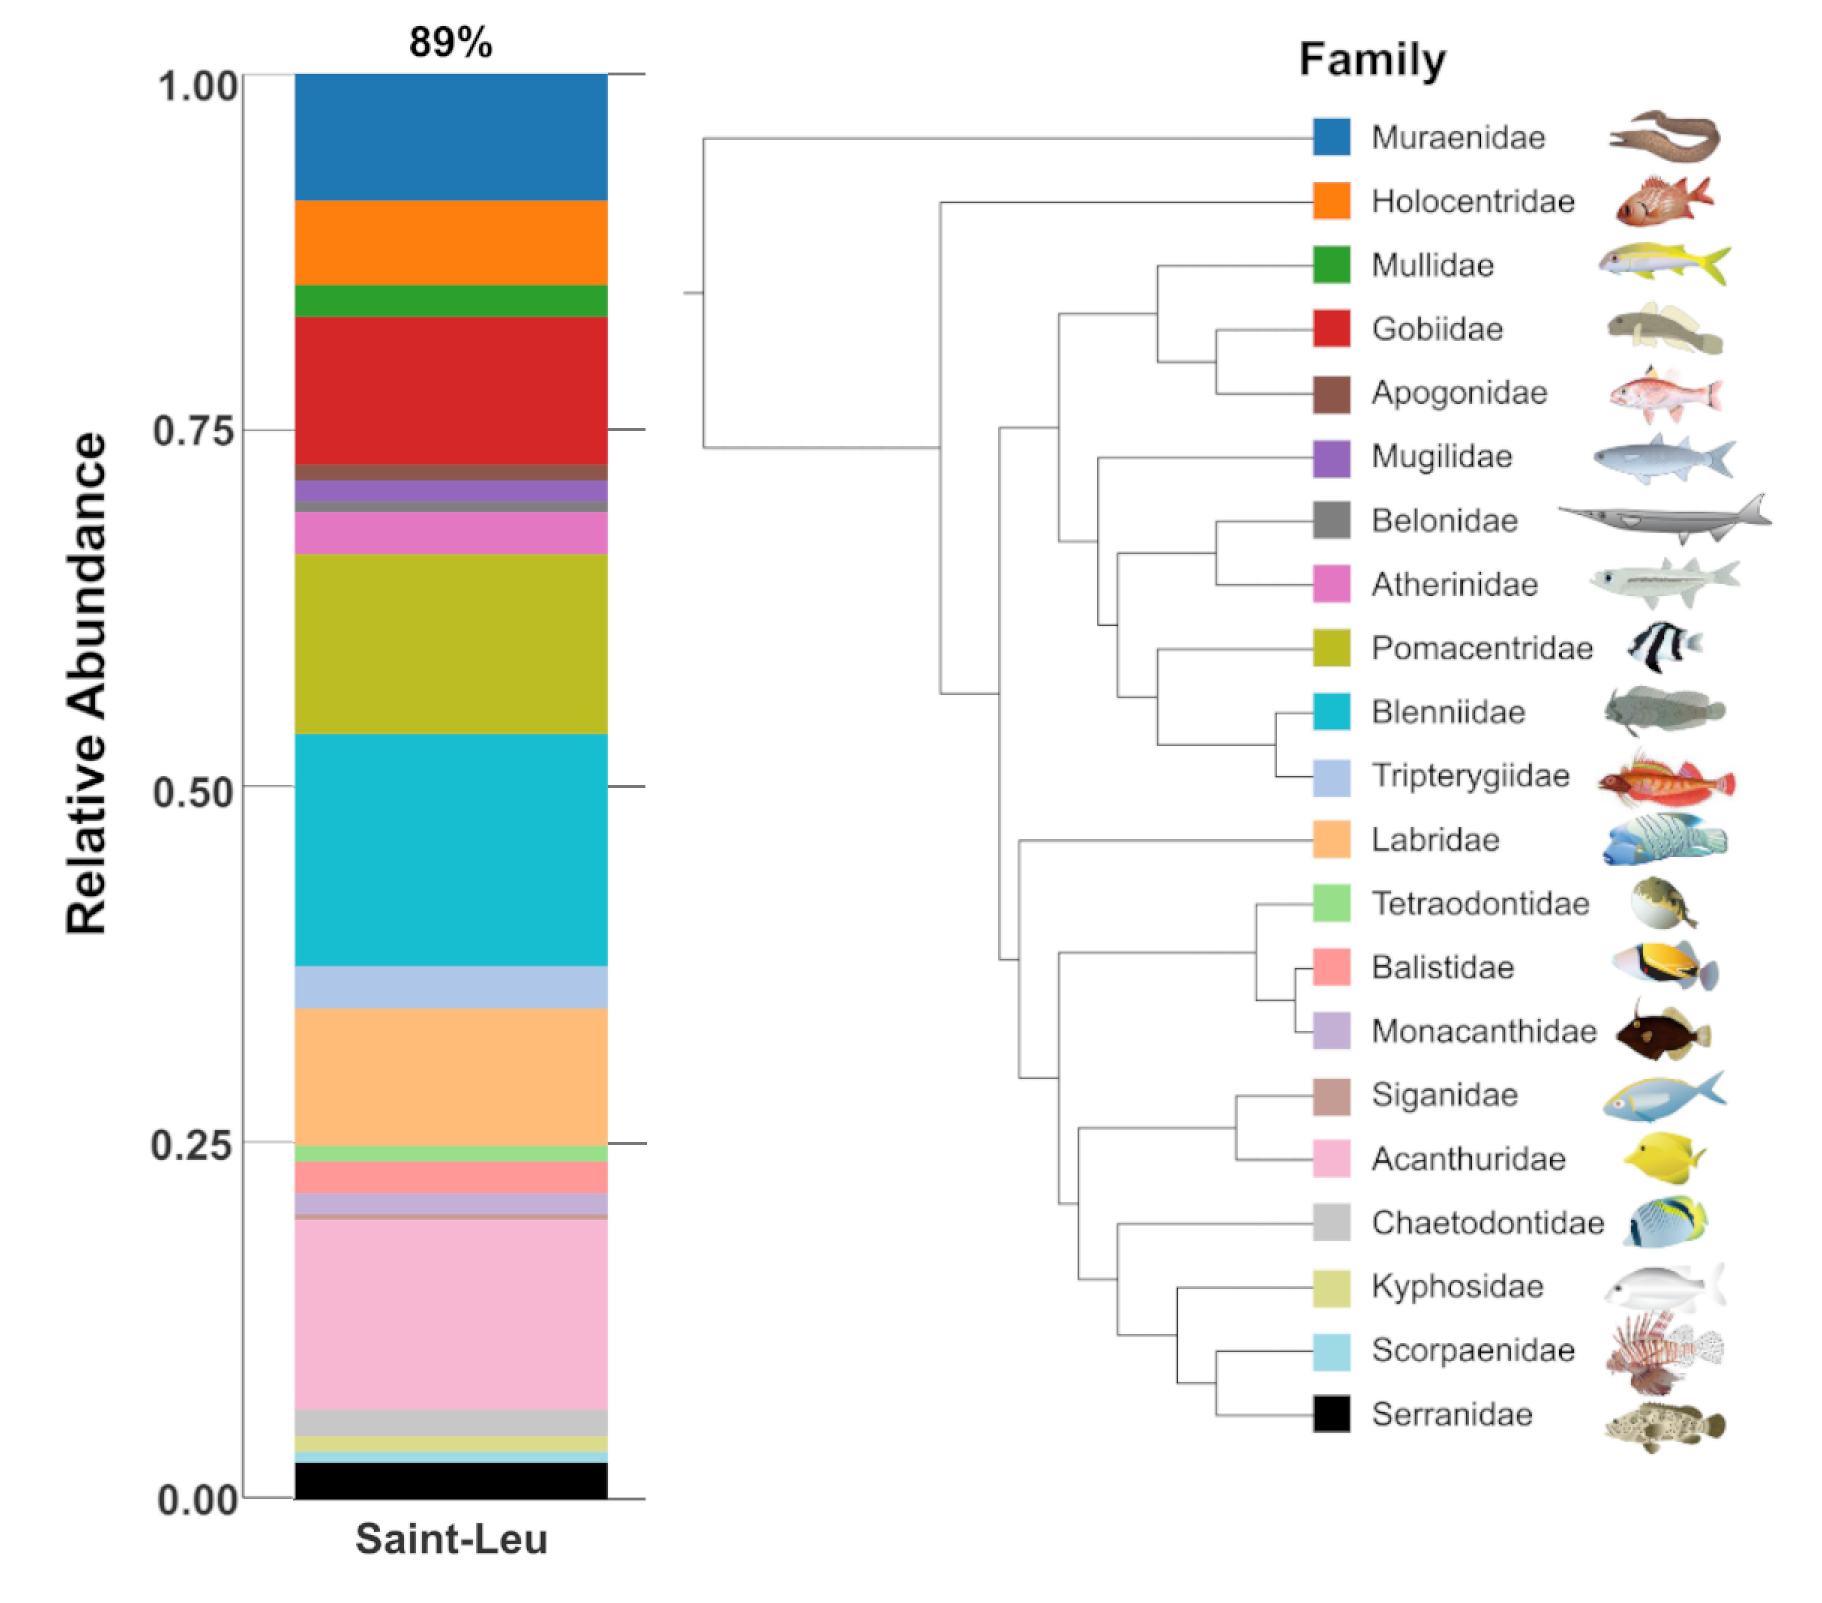 89%
1.00
0.75
0.50
0.25
0.00
Relative Abundance
Saint-Leu
Family
Muraenidae
Holocentridae
Mullidae
Gobiidae
Apogonidae
Mugilidae
Belonidae
Atherinidae
Pomacentridae
Blenniidae
Tripterygiidae
Labridae
Tetraodontidae
Balistidae
Monacanthidae
Siganidae
Acanthuridae
Chaetodontidae
Kyphosidae
Scorpaenidae
Serranidae